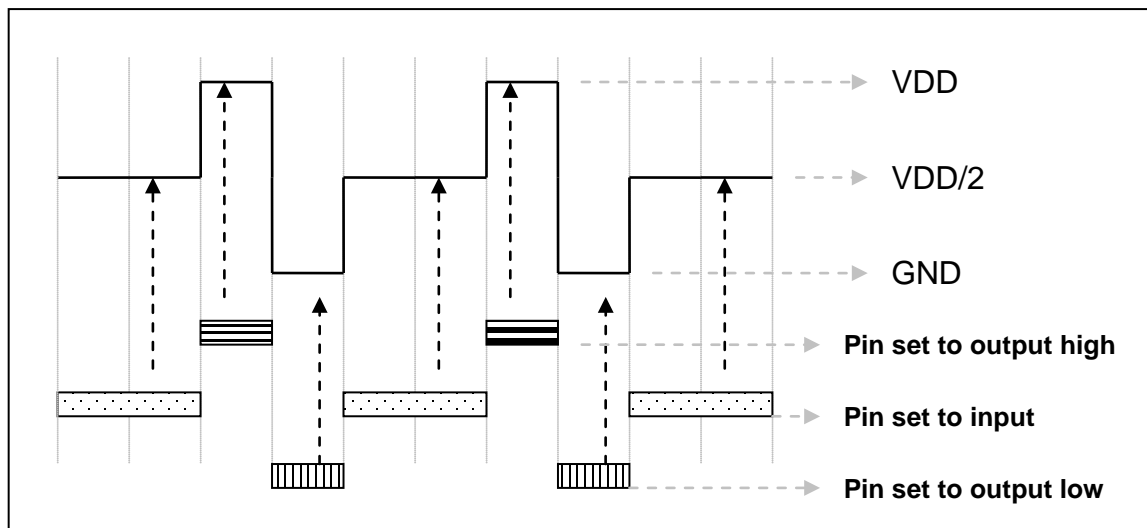 VDD
VDD/2
GND
Pin set to output high
Pin set to input
Pin set to output low